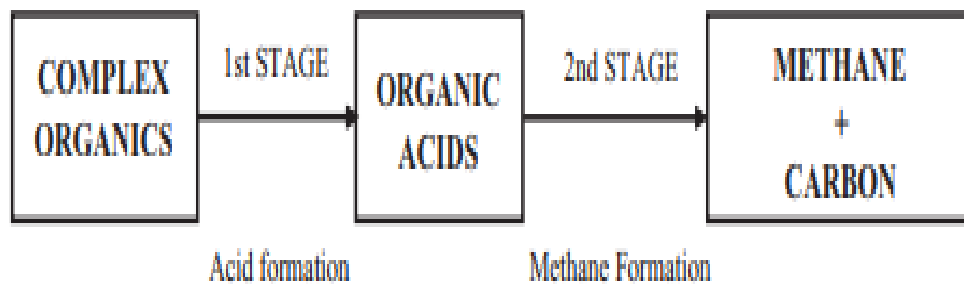 COMPLEX
ORGANICS
1st STAGE
ORGANIC
ACIDS
2nd STAGE
METHANE
+
CARBON
Acid formation
Methane Formation